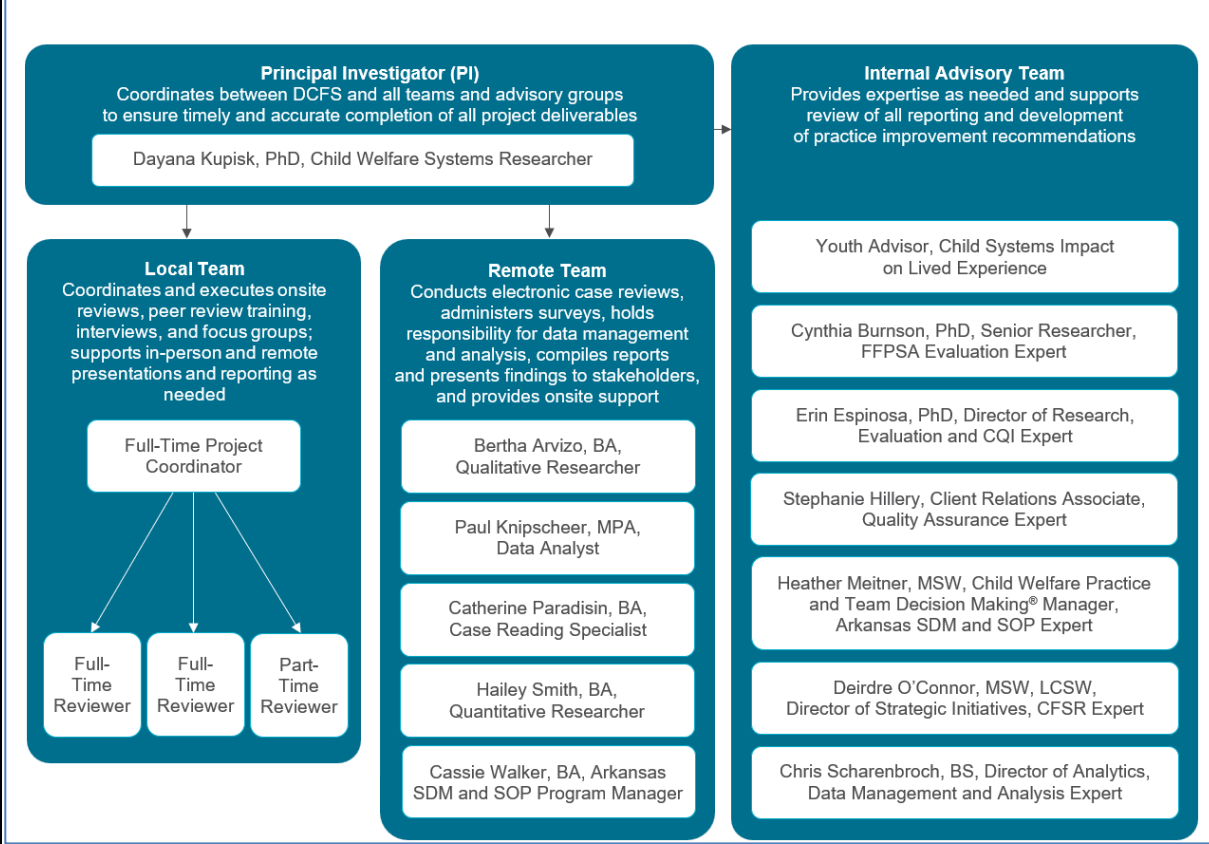 Principal Investigator (PI)
Coordinates between DCFS and all teams and advisory groups
to ensure timely and accurate completion of all project deliverables
Dayana Kupisk, PhD, Child Welfare Systems Researcher
Local Team
Coordinates and executes onsite
reviews, peer review training,
interviews, and focus groups;
supports in-person and remote
presentations and reporting as
needed
Full-Time Project
Coordinator
Full-
Time
Reviewer
Full-
Time
Reviewer
Part-
Time
Reviewer
Remote Team
Conducts electronic case reviews,
administers surveys, holds
responsibility for data management
and analysis, compiles reports
and presents findings to stakeholders,
and provides onsite support
Bertha Arvizo, BA,
Qualitative Researcher
Paul Knipscheer, MPA,
Data Analyst
Catherine Paradisin, BA,
Case Reading Specialist
Hailey Smith, BA,
Quantitative Researcher
Cassie Walker, BA, Arkansas
SDM and SOP Program Manager
Internal Advisory Team
Provides expertise as needed and supports
review of all reporting and development
of practice improvement recommendations
Youth Advisor, Child Systems Impact
on Lived Experience
Cynthia Burnson, PhD, Senior Researcher,
FFPSA Evaluation Expert
Erin Espinosa, PhD, Director of Research,
Evaluation and CQI Expert
Stephanie Hillery, Client Relations Associate,
Quality Assurance Expert
Heather Meitner, MSW, Child Welfare Practice
and Team Decision Making® Manager,
Arkansas SDM and SOP Expert
Deirdre O’Connor, MSW, LCSW,
Director of Strategic Initiatives, CFSR Expert
Chris Scharenbroch, BS, Director of Analytics,
Data Management and Analysis Expert